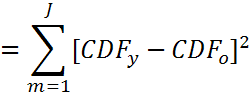 = \sum_{m=1}^{J} [CDF_y - CDF_o]^2